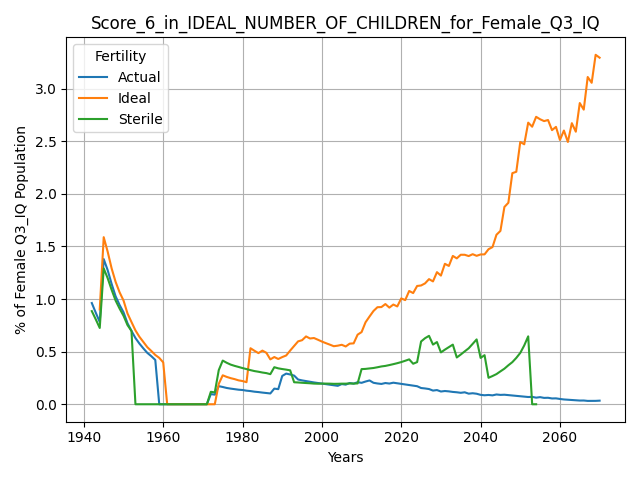 Score_6_in_IDEAL_NUMBER_OF_CHILDREN_for_Female_Q3_IQ
Fertility
Actual
Ideal
Sterile
% of Female Q3_IQ Population
3.0
2.5
2.0
1.5
1.0
0.5
0.0
1940 1960 1980 2000 2020 2040 2060
Years